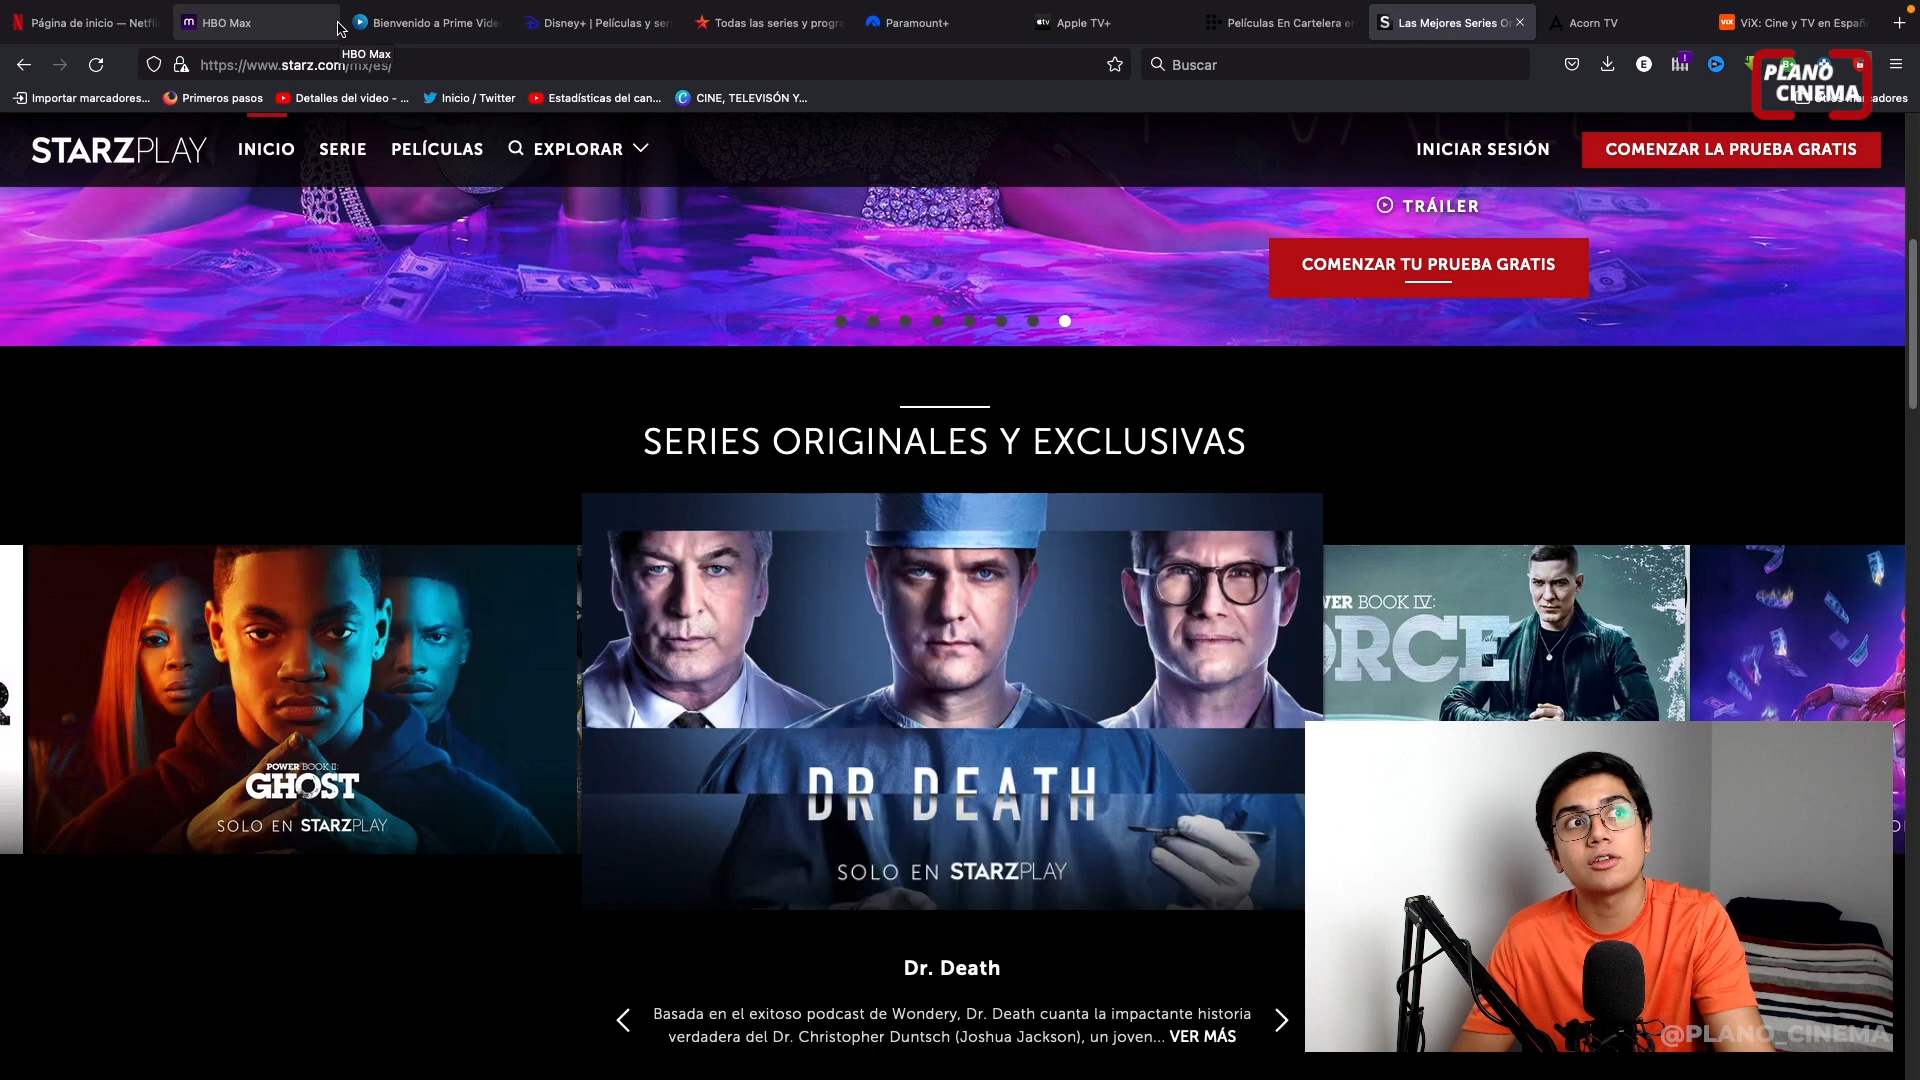 Página de inicio — Netfli
HBO Max
Bienvenido a Prime Vide
Disney+ | Películas y ser
Todas las series y progra
Paramount+
Apple TV+
Películas En Cartelera e
Las Mejores Series Or
Acorn TV
ViX: Cine y TV en Españ
HBO Max
https://www.starz.com/mx/es/
Buscar
PLANO
CINEMA
Importar marcadores...
Primeros pasos
Detalles del video - ...
Inicio / Twitter
Estadísticas del can...
CINE, TELEVISÓN Y...
STARZPLAY
INICIO
SERIE
PELÍCULAS
EXPLORAR
INICIAR SESIÓN
COMENZAR LA PRUEBA GRATIS
TRÁILER
COMENZAR TU PRUEBA GRATIS
SERIES ORIGINALES Y EXCLUSIVAS
POWER BOOK II:
GHOST
SOLO EN STARZPLAY
DR DEATH
SOLO EN STARZPLAY
WER BOOK IV:
ORCE
Dr. Death
Basada en el exitoso podcast de Wondery, Dr. Death cuanta la impactante historia
verdadera del Dr. Christopher Duntsch (Joshua Jackson), un joven... VER MÁS
@PLANO_CINEMA